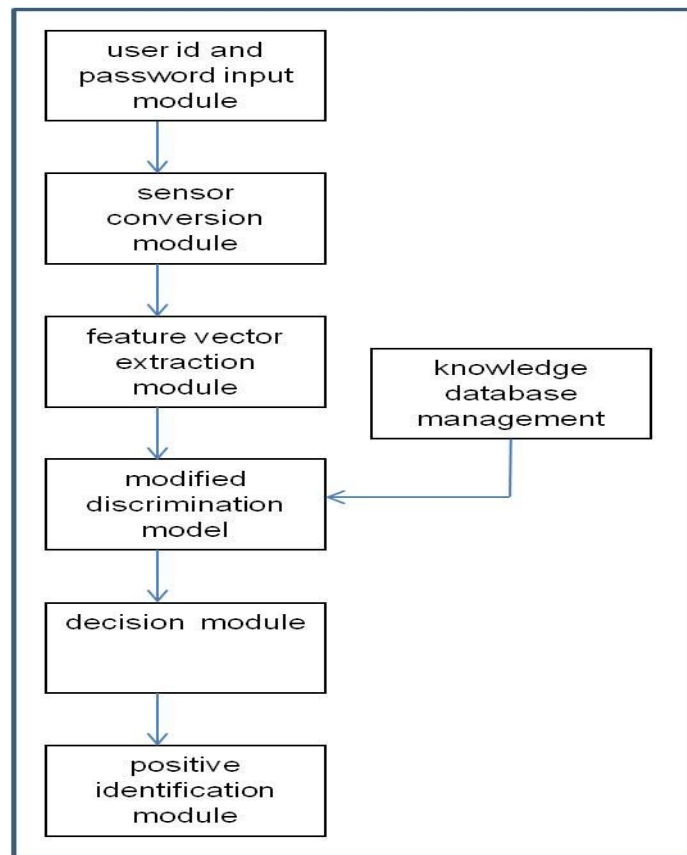 user id and
password input
module
sensor
conversion
module
feature vector
extraction
module
knowledge
database
management
modified
discrimination
model
decision module
positive
identification
module